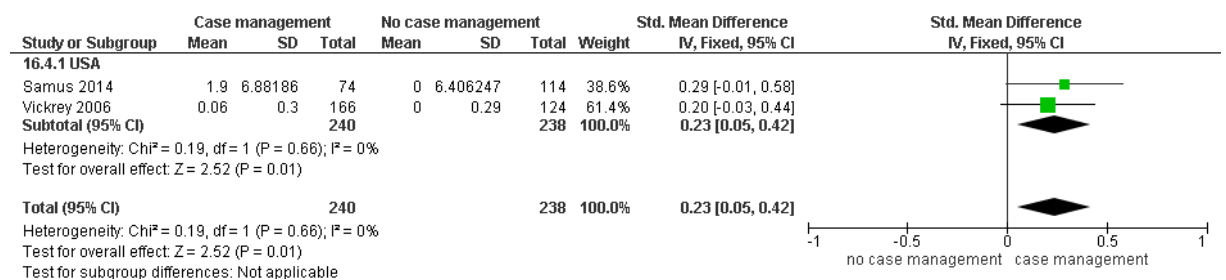 Case management No case management Std. Mean Difference Std. Mean Difference
Study or Subgroup Mean SD Total Mean SD Total Weight IV, Fixed, 95% CI IV, Fixed, 95% CI
16.4.1 USA
Samus 2014 1.9 6.88186 74 0 6.406247 114 38.6% 0.29 [-0.01, 0.58]
Vickrey 2006 0.06 0.3 166 0 0.29 124 61.4% 0.20 [-0.03, 0.44]
Subtotal (95% CI) 240 238 100.0% 0.23 [0.05, 0.42]
Heterogeneity: Chi² = 0.19, df = 1 (P = 0.66); I² = 0%
Test for overall effect: Z = 2.52 (P = 0.01)
Total (95% CI) 240 238 100.0% 0.23 [0.05, 0.42]
Heterogeneity: Chi² = 0.19, df = 1 (P = 0.66); I² = 0%
Test for overall effect: Z = 2.52 (P = 0.01)
Test for subgroup differences: Not applicable
-1 -0.5 0 0.5 1
no case management case management